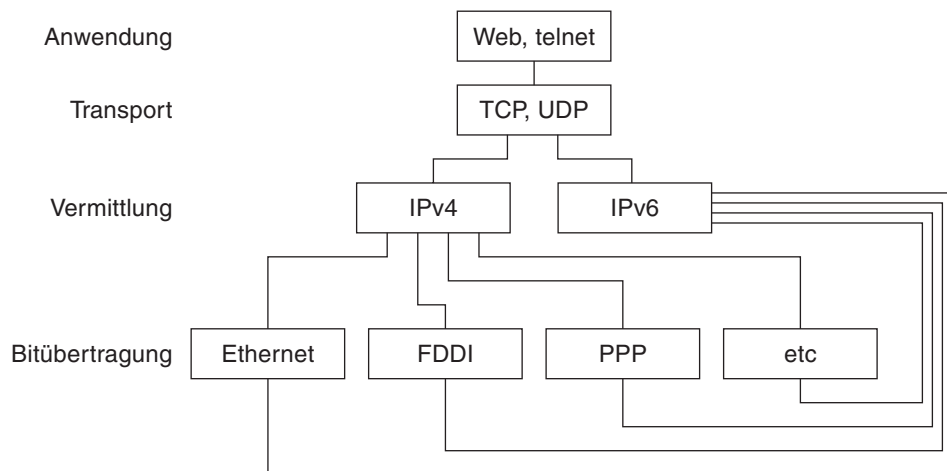 Anwendung
Web, telnet
Transport
TCP, UDP
Vermittlung
IPv4
IPv6
Bitübertragung
Ethernet
FDDI
PPP
etc